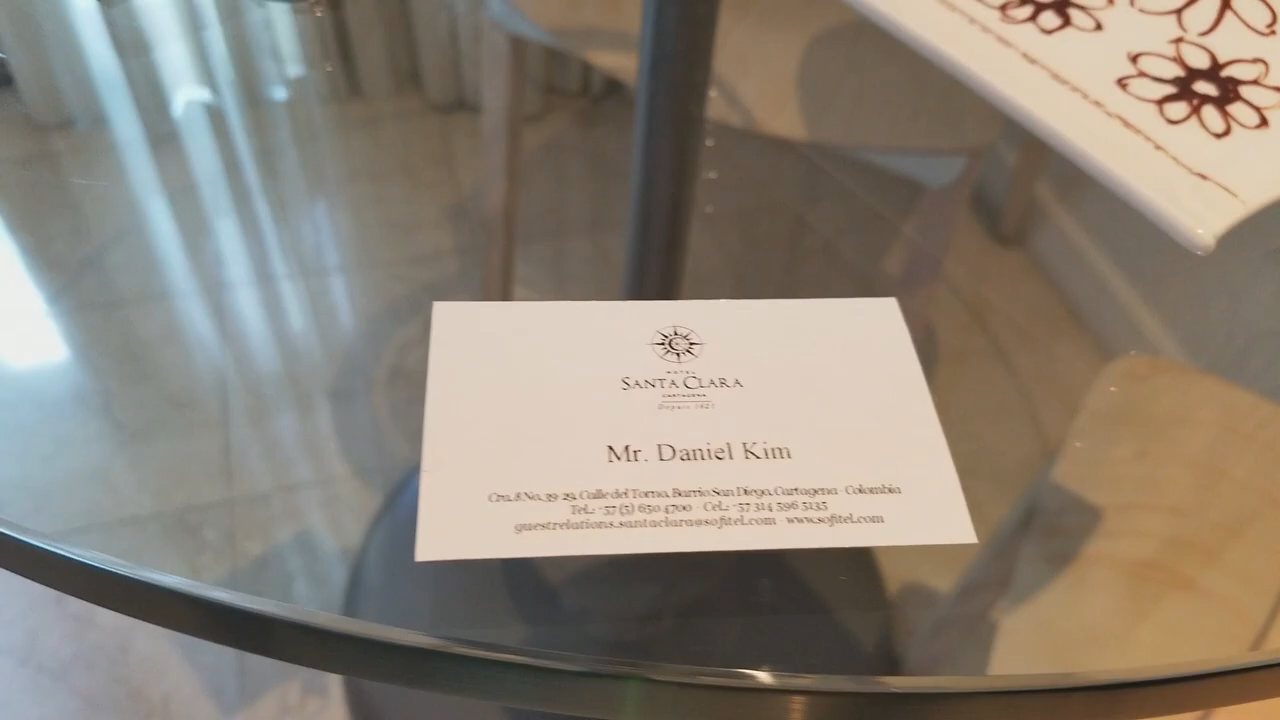 HOTEL
SANTA CLARA
CARTAGENA
Depuis 1621
Mr. Daniel Kim
Cra. 8 No. 39-29, Calle del Torno, Barrio San Diego, Cartagena - Colombia
Tel.: +57 (5) 650 4700 - Cel.: +57 314 596 5135
guestrelations.santaclara@sofitel.com - www.sofitel.com